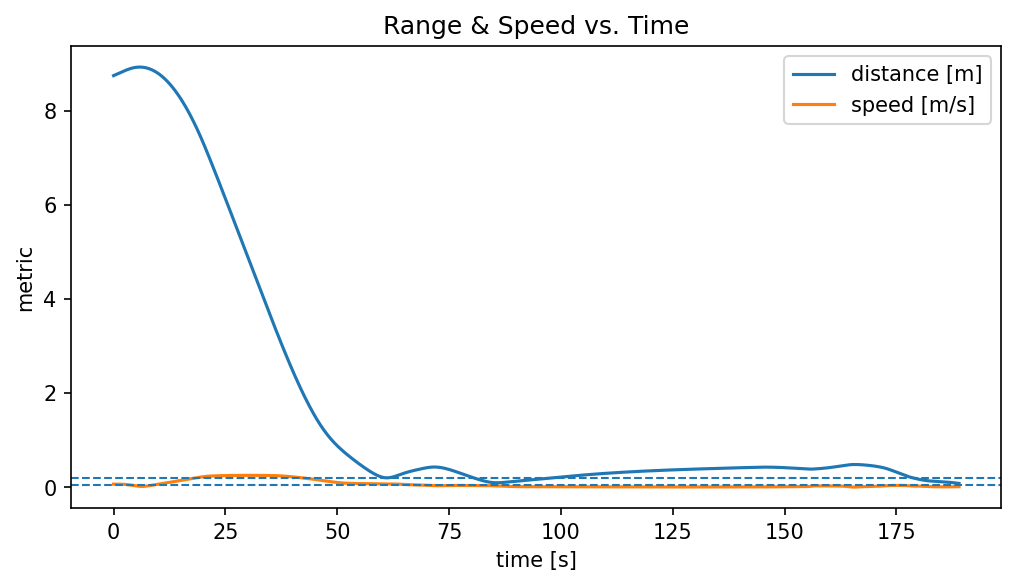 Range & Speed vs. Time
distance [m]
speed [m/s]
metric
8
6
4
2
0
0 25 50 75 100 125 150 175
time [s]